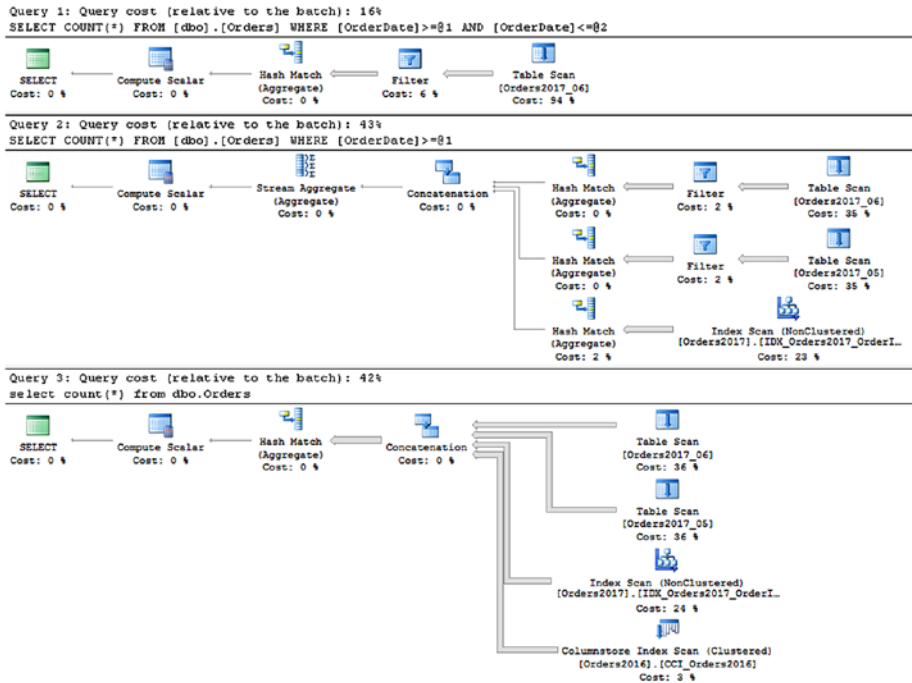 Query 1: Query cost (relative to the batch): 16%
SELECT COUNT(*) FROM [dbo].[Orders] WHERE [OrderDate]>=@1 AND [OrderDate]<=@2
SELECT
Cost: 0 %
Compute Scalar
Cost: 0 %
Hash Match
(Aggregate)
Cost: 0 %
Filter
Cost: 6 %
Table Scan
[Orders2017_06]
Cost: 94 %
Query 2: Query cost (relative to the batch): 43%
SELECT COUNT(*) FROM [dbo].[Orders] WHERE [OrderDate]>=@1
SELECT
Cost: 0 %
Compute Scalar
Cost: 0 %
Stream Aggregate
(Aggregate)
Cost: 0 %
Concatenation
Cost: 0 %
Hash Match
(Aggregate)
Cost: 0 %
Filter
Cost: 2 %
Table Scan
[Orders2017_06]
Cost: 35 %
Hash Match
(Aggregate)
Cost: 0 %
Filter
Cost: 2 %
Table Scan
[Orders2017_05]
Cost: 35 %
Hash Match
(Aggregate)
Cost: 2 %
Index Scan (NonClustered)
[Orders2017].[IDX_Orders2017_OrderI…
Cost: 23 %
Query 3: Query cost (relative to the batch): 42%
select count(*) from dbo.Orders
SELECT
Cost: 0 %
Compute Scalar
Cost: 0 %
Hash Match
(Aggregate)
Cost: 0 %
Concatenation
Cost: 0 %
Table Scan
[Orders2017_06]
Cost: 36 %
Table Scan
[Orders2017_05]
Cost: 36 %
Index Scan (NonClustered)
[Orders2017].[IDX_Orders2017_OrderI…
Cost: 24 %
Columnstore Index Scan (Clustered)
[Orders2016].[CCI_Orders2016]
Cost: 3 %